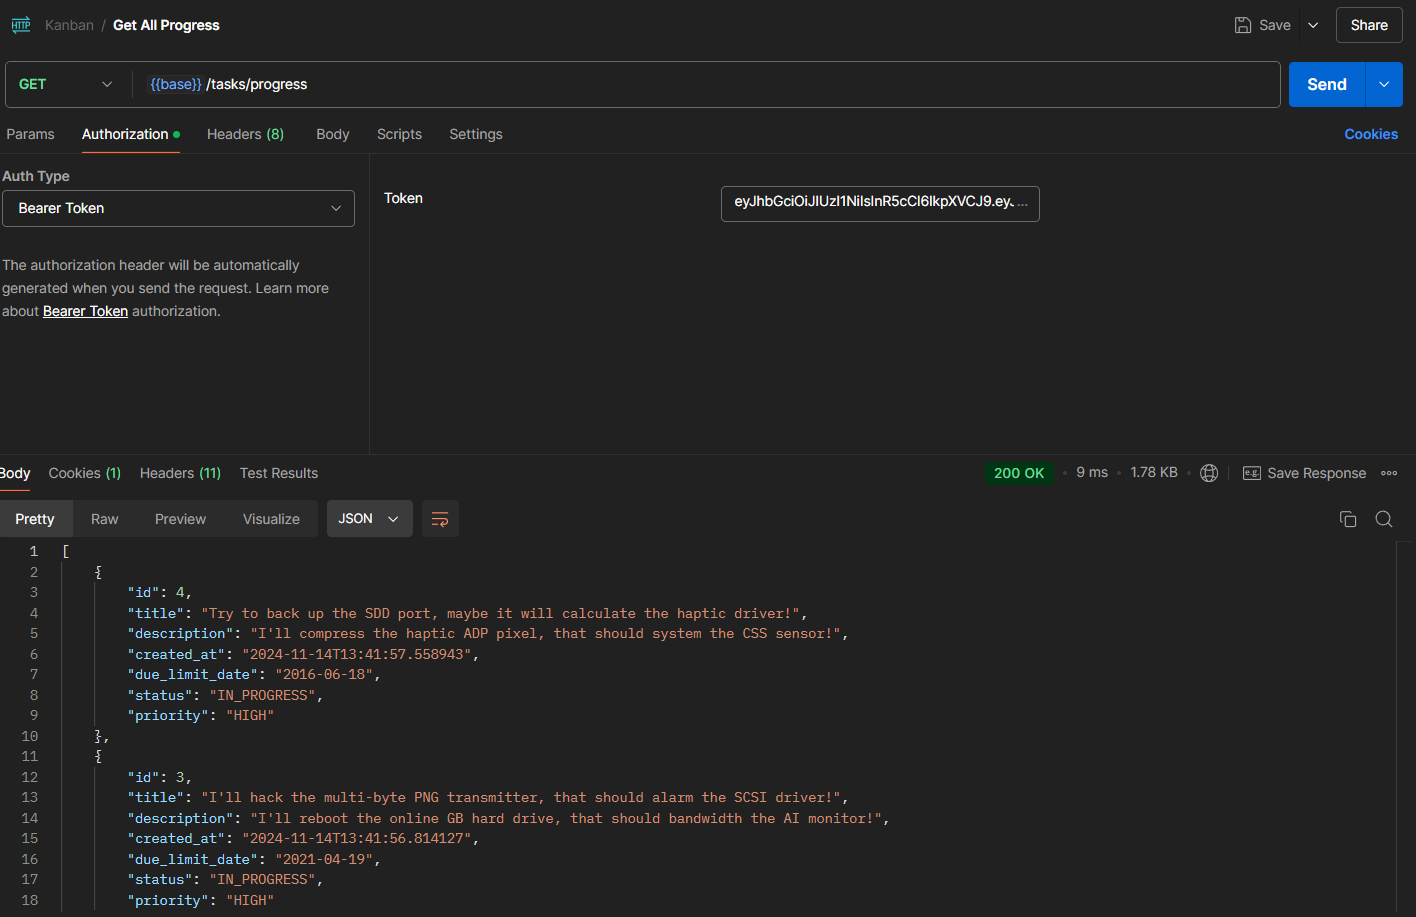 HTTP Kanban / Get All Progress Save Share
GET {{base}} /tasks/progress Send
Params Authorization Headers (8) Body Scripts Settings Cookies
Auth Type
Bearer Token
Token
eyJhbGciOiJIUzI1NiIsInR5cCI6IkpXVCJ9.eyJ...
The authorization header will be automatically
generated when you send the request. Learn more
about Bearer Token authorization.
Body Cookies (1) Headers (11) Test Results 200 OK 9 ms 1.78 KB e.g. Save Response
Pretty Raw Preview Visualize JSON
1 [
2 {
3 "id": 4,
4 "title": "Try to back up the SDD port, maybe it will calculate the haptic driver!",
5 "description": "I'll compress the haptic ADP pixel, that should system the CSS sensor!",
6 "created_at": "2024-11-14T13:41:57.558943",
7 "due_limit_date": "2016-06-18",
8 "status": "IN_PROGRESS",
9 "priority": "HIGH"
10 },
11 {
12 "id": 3,
13 "title": "I'll hack the multi-byte PNG transmitter, that should alarm the SCSI driver!",
14 "description": "I'll reboot the online GB hard drive, that should bandwidth the AI monitor!",
15 "created_at": "2024-11-14T13:41:56.814127",
16 "due_limit_date": "2021-04-19",
17 "status": "IN_PROGRESS",
18 "priority": "HIGH"